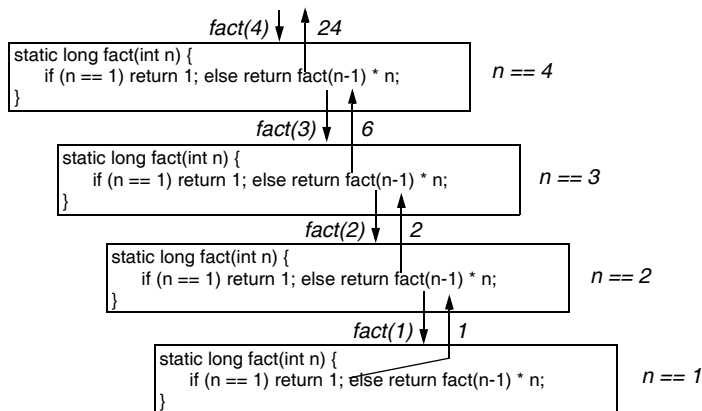 fact(4) 24
static long fact(int n) {
if (n == 1) return 1; else return fact(n-1) * n;
}
n == 4
fact(3) 6
static long fact(int n) {
if (n == 1) return 1; else return fact(n-1) * n;
}
n == 3
fact(2) 2
static long fact(int n) {
if (n == 1) return 1; else return fact(n-1) * n;
}
n == 2
fact(1) 1
static long fact(int n) {
if (n == 1) return 1; else return fact(n-1) * n;
}
n == 1